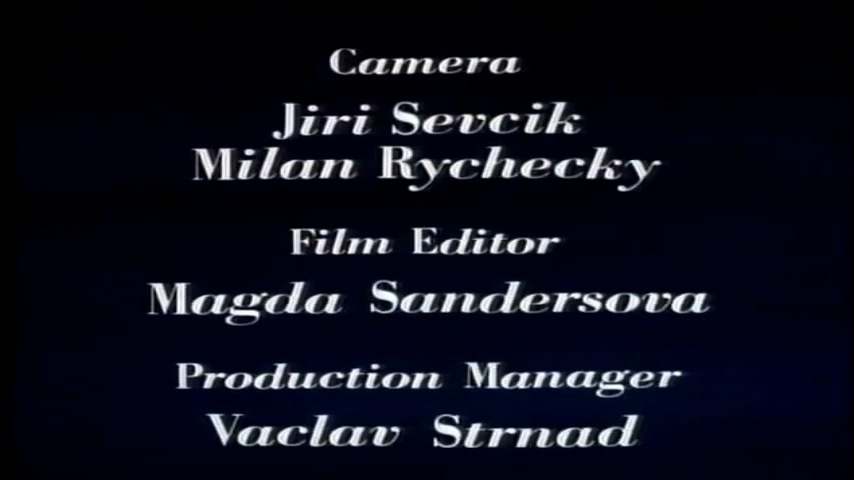 Camera
Jiri Sevcik
Milan Rychecky
Film Editor
Magda Sandersova
Production Manager
Vaclav Strnad